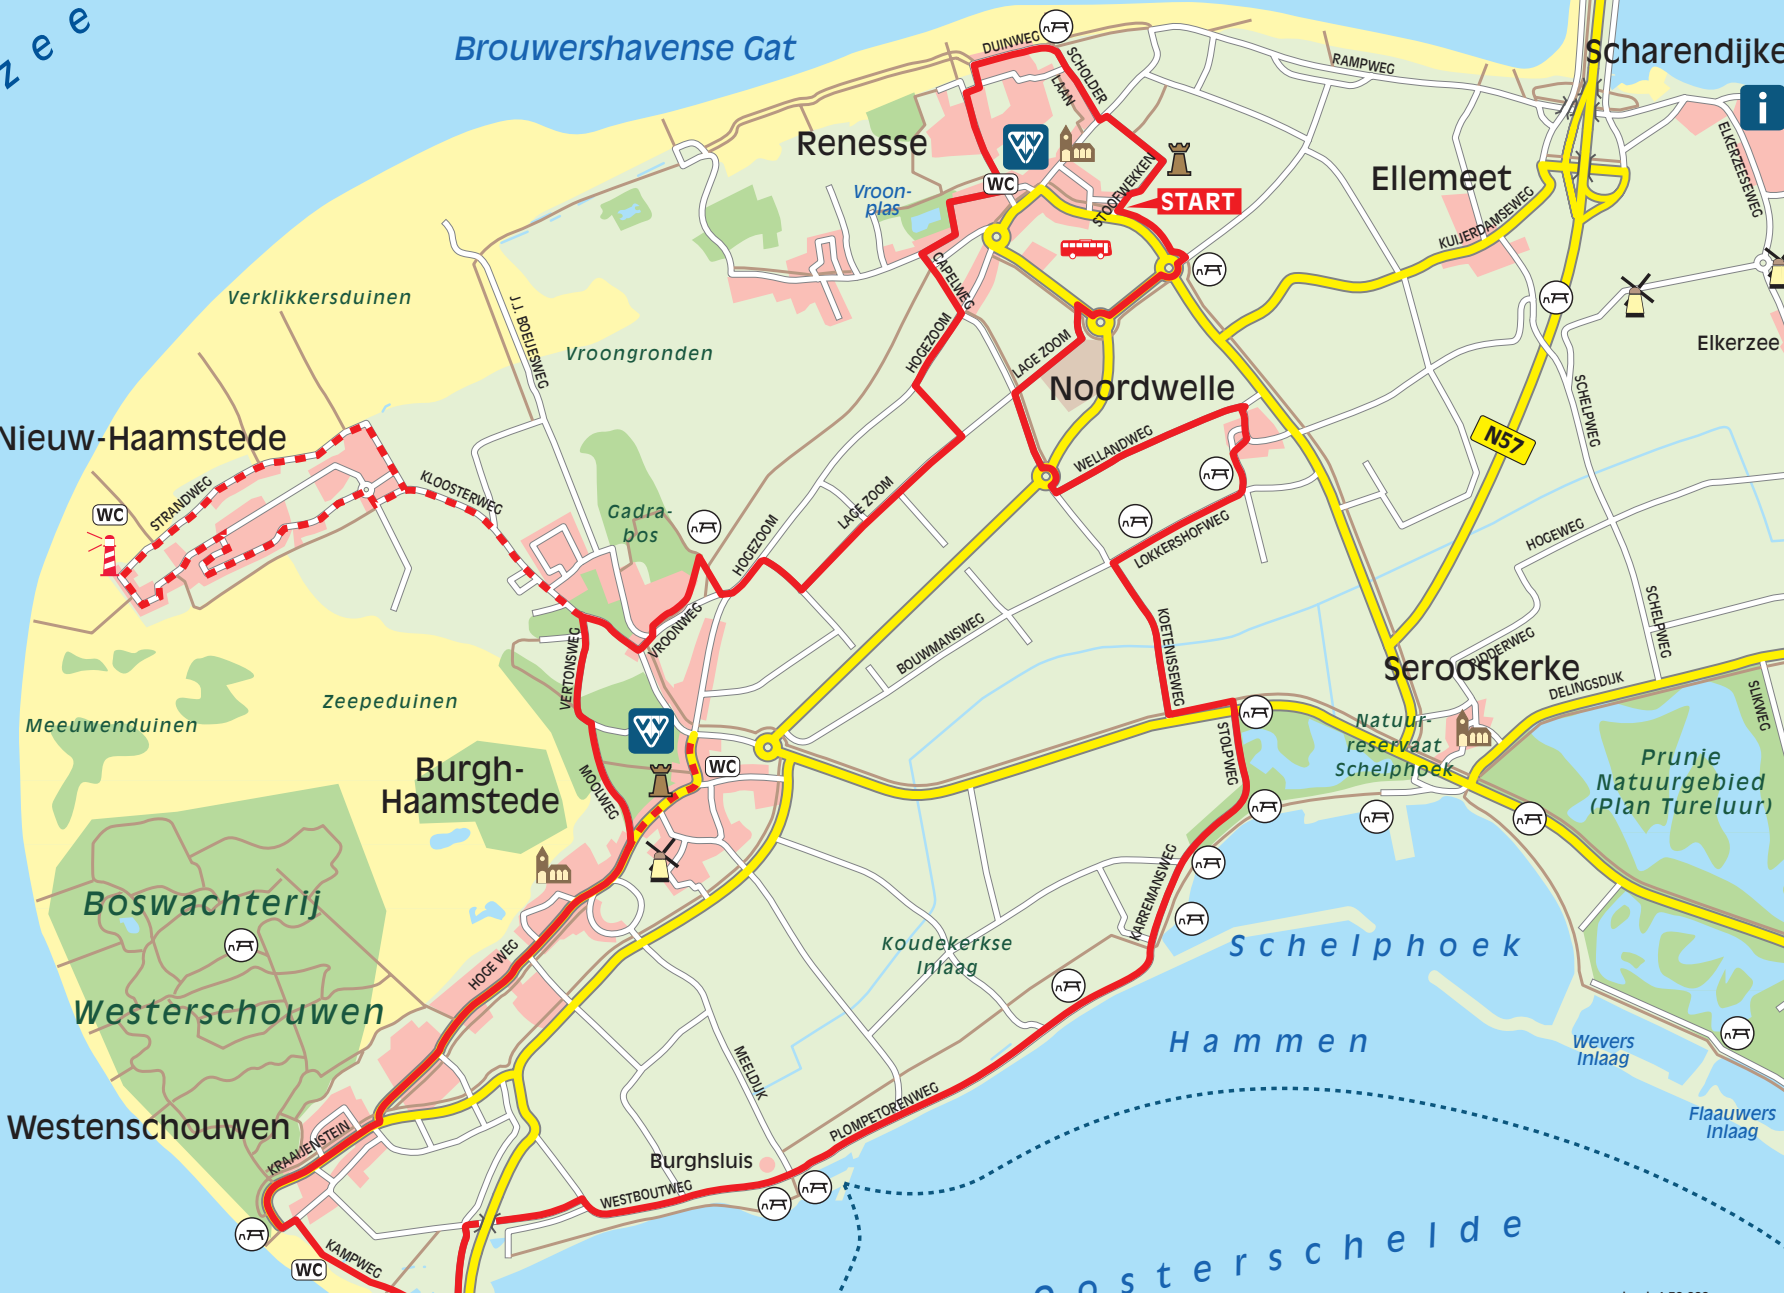 zee
Brouwershavense Gat
Scharendijke
DUINWEG
SCHOLDER
LAAN
RAMPWEG
i
ELKERZEESEWEG
Renesse
WC
Vroon-
plas
STOORWEKKEN
START
Ellemeet
KUIJERDAMSEWEG
CAPELWEG
Verklikkersduinen
J.J. BOEIJESWEG
Vroongronden
HOGEZOOM
LAGE ZOOM
Noordwelle
Elkerzee
SCHELPWEG
N57
Nieuw-Haamstede
STRANDWEG
KLOOSTERWEG
WC
WELLANDWEG
Gadra-
bos
LAGE ZOOM
HOGEZOOM
LOKKERSHOFWEG
HOGEWEG
SCHELPWEG
VROONWEG
VERTONSWEG
BOUWMANSWEG
KOETENISSEWEG
RIDDERWEG
Serooskerke
DELINGSDIJK
SLIKWEG
Zeepeduinen
Meeuwenduinen
Natuur-
reservaat
Schelphoek
STOLPWEG
Prunje
Natuurgebied
(Plan Tureluur)
Burgh-
Haamstede
MOOLWEG
WC
KARREMANSWEG
Boswachterij
Westerschouwen
HOGE WEG
Koudekerkse
Inlaag
Schelphoek
Hammen
Wevers
Inlaag
MEELDIJK
PLOMPETORENWEG
Flaauwers
Inlaag
Westenschouwen
KRAAIJENSTEIN
Burghsluis
WESTBOUTWEG
KAMPWEG
WC
oosterschelde